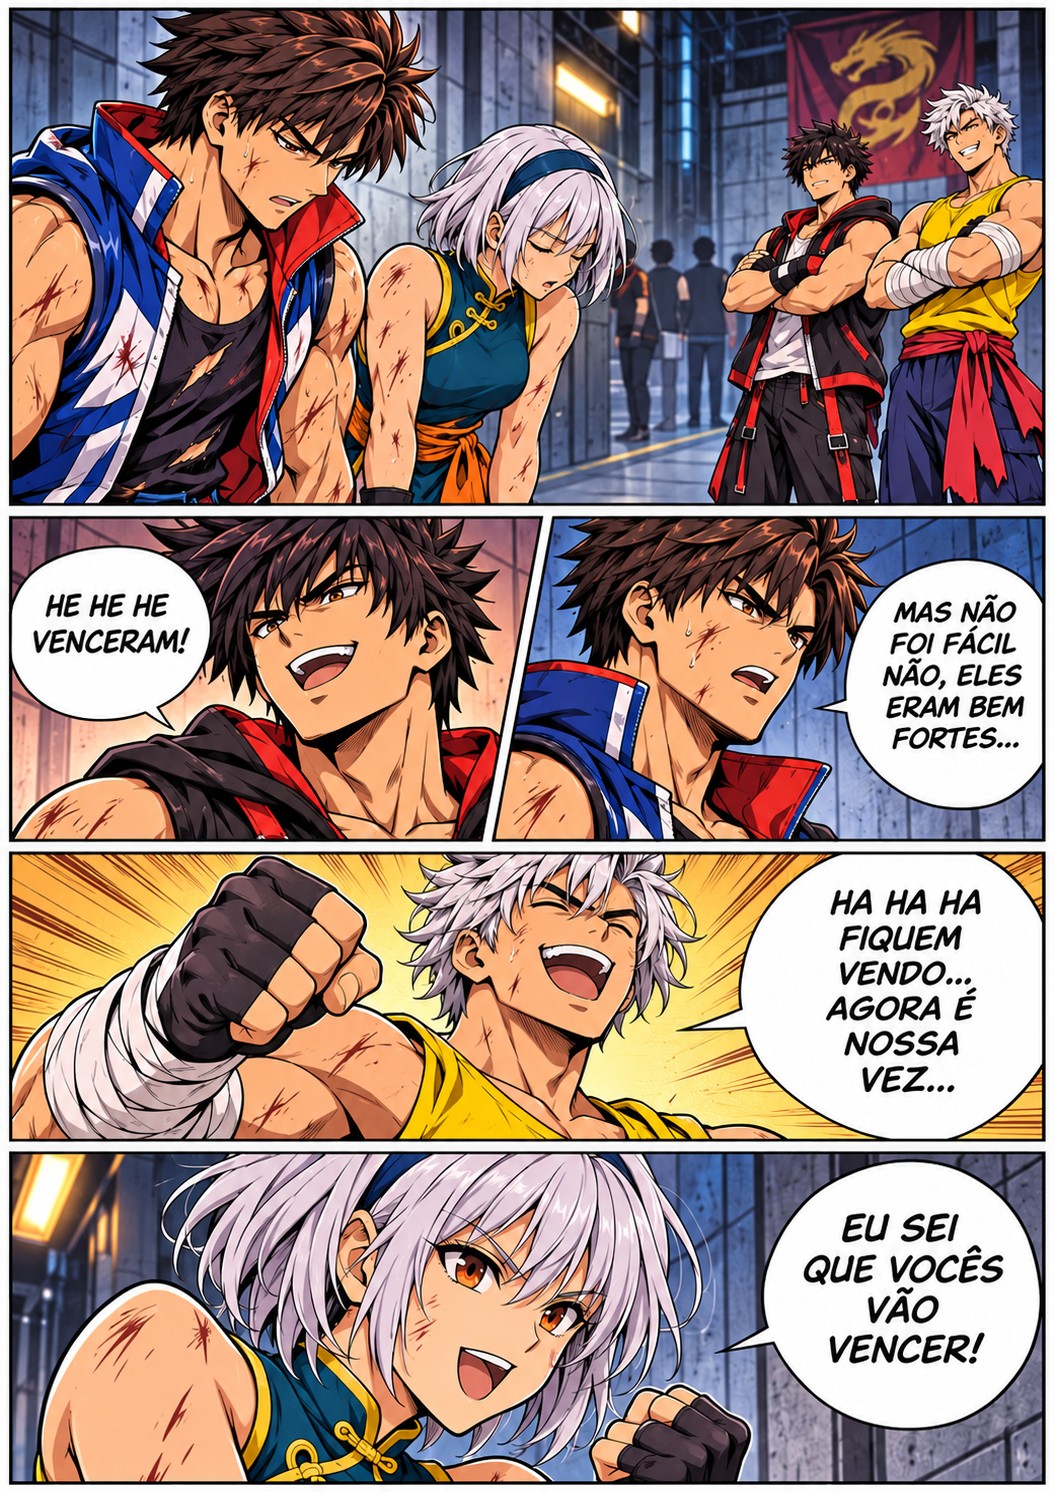 HE HE HE
VENCERAM!
MAS NÃO
FOI FÁCIL
NÃO, ELES
ERAM BEM
FORTES...
HA HA HA
FIQUEM
VENDO...
AGORA É
NOSSA
VEZ...
EU SEI
QUE VOCÊS
VÃO
VENCER!